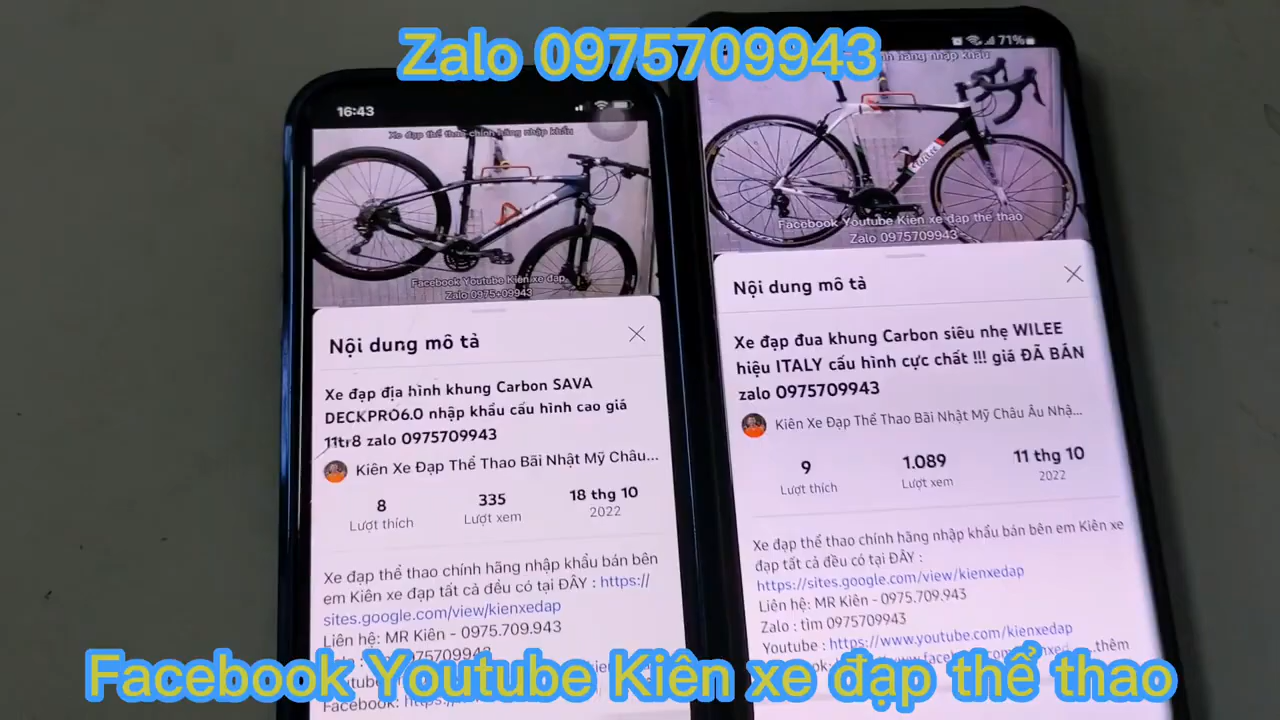 Zalo 0975709943
16:43
Xe đạp thể thao chính hãng nhập khẩu
Facebook Youtube Kiên xe đạp
Zalo 0975+09943
Nội dung mô tả
Xe đạp địa hình khung Carbon SAVA
DECKPRO6.0 nhập khẩu cấu hình cao giá
11tr8 zalo 0975709943
Kiên Xe Đạp Thể Thao Bãi Nhật Mỹ Châu...
8
335
18 thg 10
Lượt thích
Lượt xem
2022
Xe đạp thể thao chính hãng nhập khẩu bán bên
em Kiên xe đạp tất cả đều có tại ĐÂY : https://
sites.google.com/view/kienxedap
Liên hệ: MR Kiên - 0975.709.943
71%
nh hãng nhập khẩu
Facebook Youtube Kiên xe đạp thể thao
Zalo 0975709943
Nội dung mô tả
Xe đạp đua khung Carbon siêu nhẹ WILEE
hiệu ITALY cấu hình cực chất !!! giá ĐÃ BÁN
zalo 0975709943
Kiên Xe Đạp Thể Thao Bãi Nhật Mỹ Châu Âu Nhậ...
9
1.089
11 thg 10
Lượt thích
Lượt xem
2022
Xe đạp thể thao chính hãng nhập khẩu bán bên em Kiên xe
đạp tất cả đều có tại ĐÂY :
https://sites.google.com/view/kienxedap
Liên hệ: MR Kiên - 0975.709.943
Zalo : tìm 0975709943
Youtube : https://www.youtube.com/kienxedap
...thêm
Facebook Youtube Kiên xe đạp thể thao